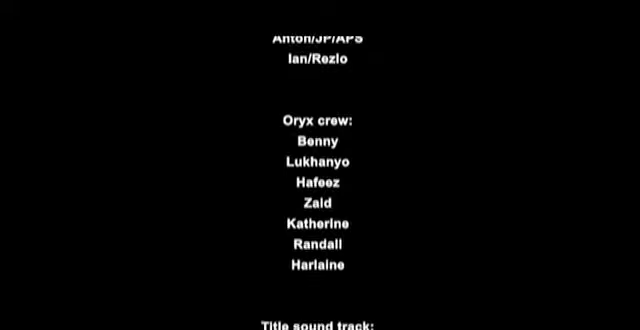 Anton/JP/APS
Ian/Rezlo
Oryx crew:
Benny
Lukhanyo
Hafeez
Zaid
Katherine
Randall
Harlaine
Title sound track: